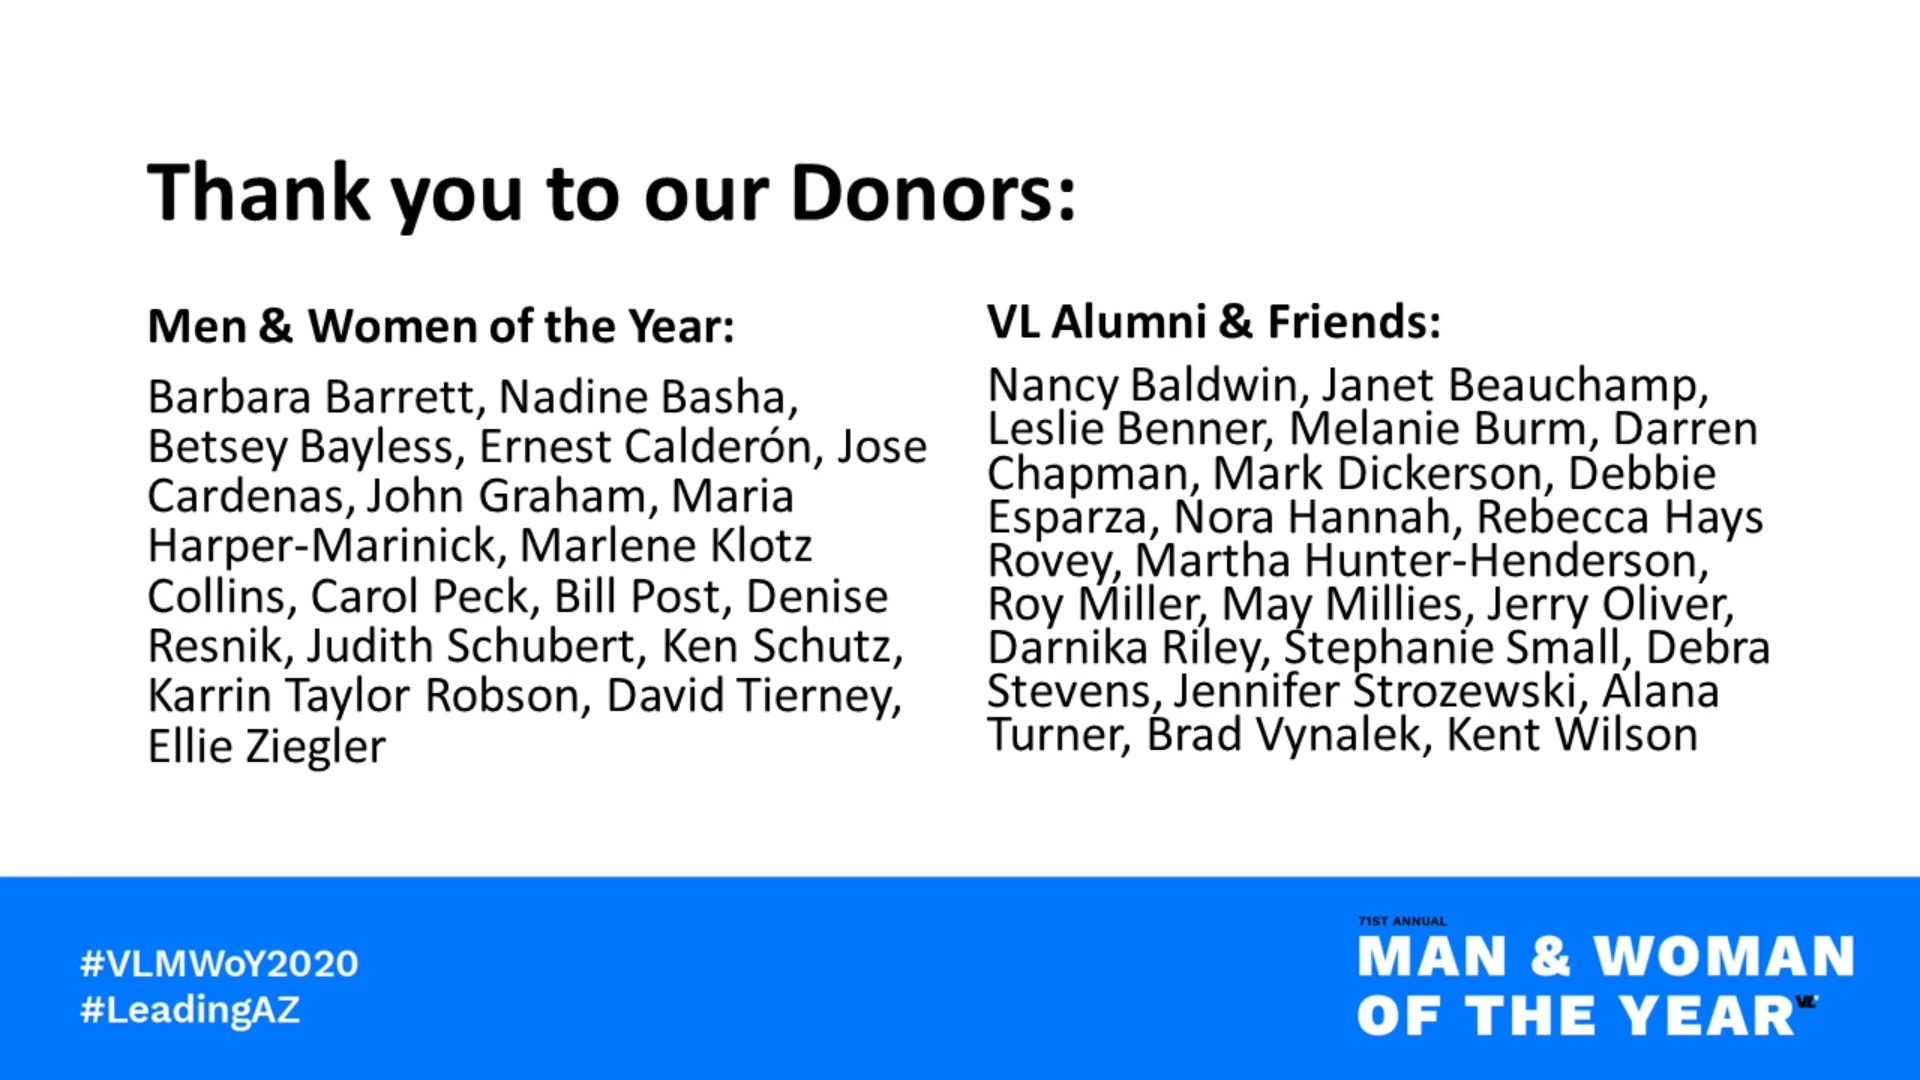 Thank you to our Donors:
Men & Women of the Year:
Barbara Barrett, Nadine Basha,
Betsey Bayless, Ernest Calderón, Jose
Cardenas, John Graham, Maria
Harper-Marinick, Marlene Klotz
Collins, Carol Peck, Bill Post, Denise
Resnik, Judith Schubert, Ken Schutz,
Karrin Taylor Robson, David Tierney,
Ellie Ziegler
VL Alumni & Friends:
Nancy Baldwin, Janet Beauchamp,
Leslie Benner, Melanie Burm, Darren
Chapman, Mark Dickerson, Debbie
Esparza, Nora Hannah, Rebecca Hays
Rovey, Martha Hunter-Henderson,
Roy Miller, May Millies, Jerry Oliver,
Darnika Riley, Stephanie Small, Debra
Stevens, Jennifer Strozewski, Alana
Turner, Brad Vynalek, Kent Wilson
#VLMWoY2020
#LeadingAZ
71ST ANNUAL
MAN & WOMAN
OF THE YEAR VL